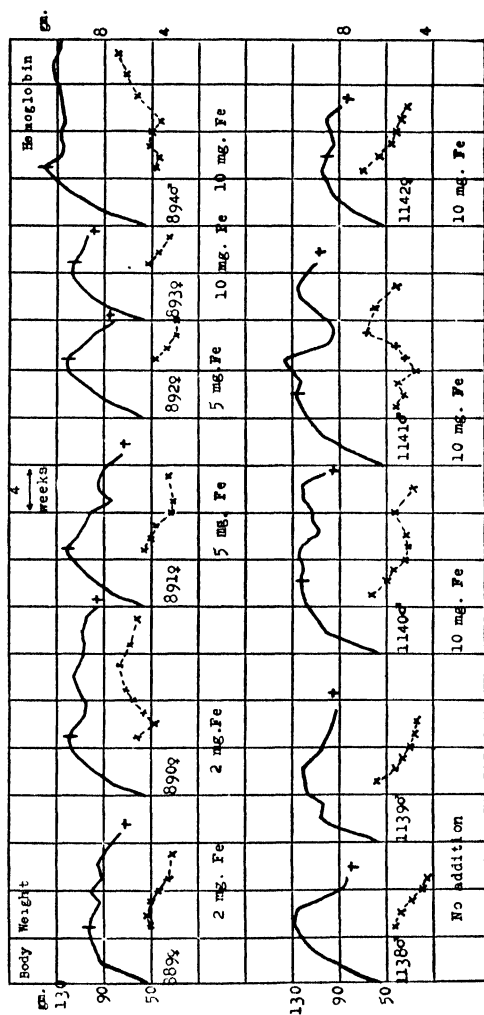 gm. Body Weight 4 weeks Hemoglobin gm.
130
90 8
50 4
889♀ 890♀ 891♀ 892♀ 893♀ 894♂
2 mg. Fe 2 mg.Fe 5 mg. Fe 5 mg.Fe 10 mg. Fe 10 mg. Fe
130
90 8
50 4
1138♂ 1139♂ 1140♂ 1141♂ 1142♀
No addition 10 mg. Fe 10 mg. Fe 10 mg. Fe